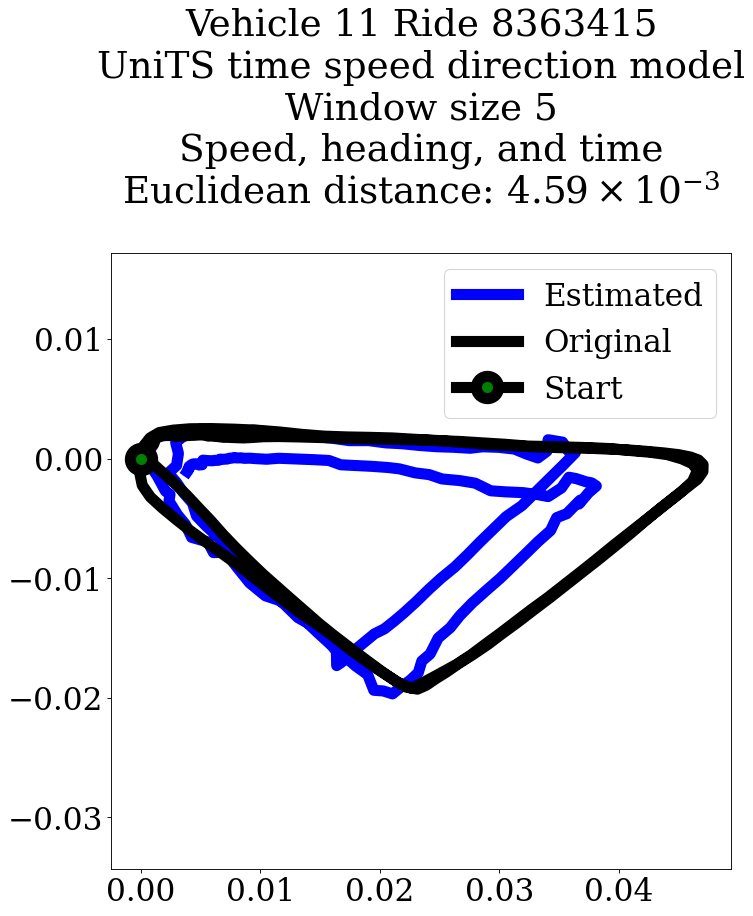 Vehicle 11 Ride 8363415
UniTS time speed direction model
Window size 5
Speed, heading, and time
Euclidean distance: 4.59 × 10⁻³
Estimated
Original
Start
0.01
0.00
−0.01
−0.02
−0.03
0.00 0.01 0.02 0.03 0.04